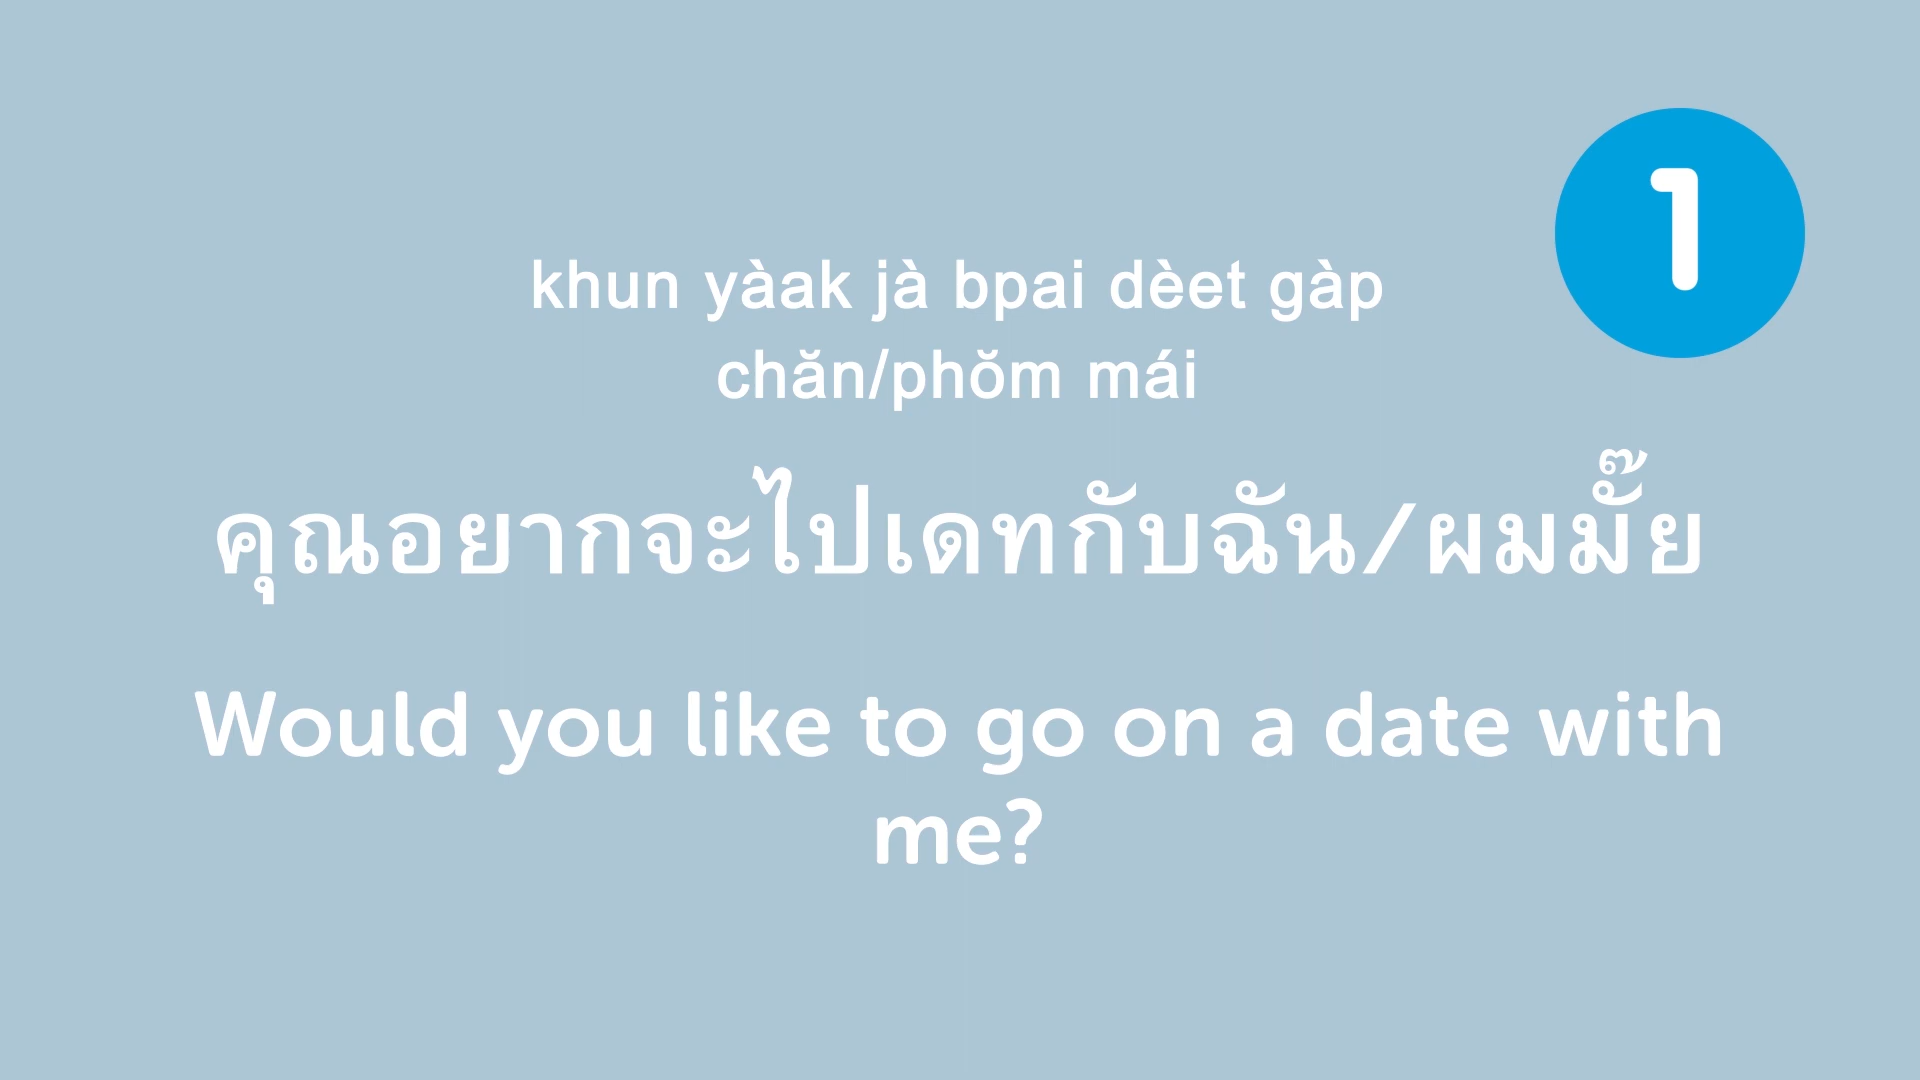 1
khun yàak jà bpai dèet gàp
chăn/phŏm mái
คุณอยากจะไปเดทกับฉัน/ผมมั๊ย
Would you like to go on a date with
me?